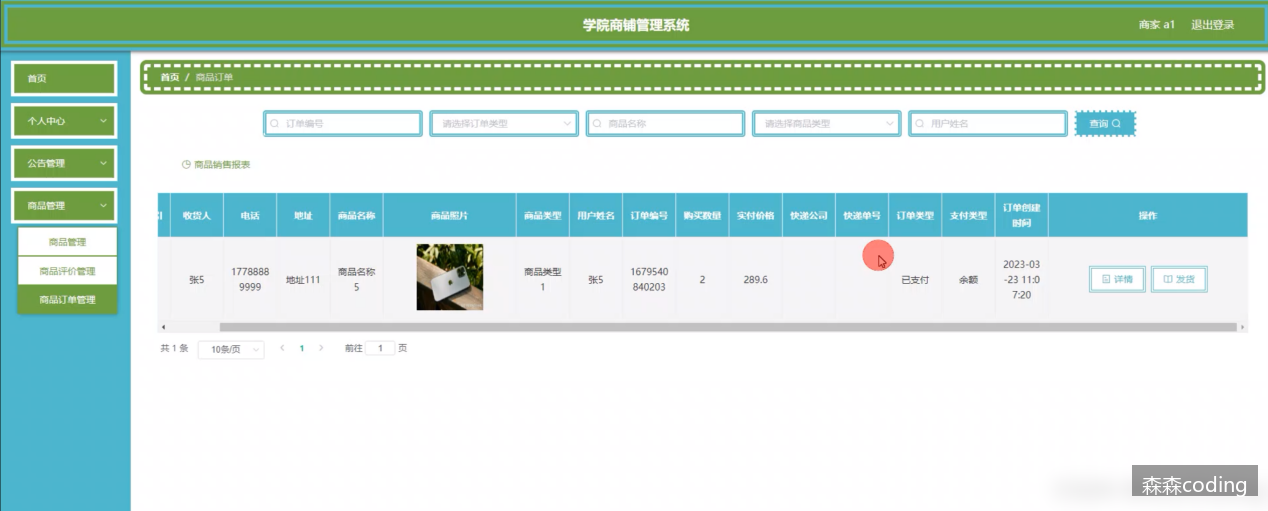 学院商铺管理系统
商家 a1 退出登录
首页
个人中心
公告管理
商品管理
商品管理
商品评价管理
商品订单管理
首页 / 商品订单
订单编号 请选择订单类型 商品名称 请选择商品类型 用户姓名 查询
商品销售报表
收货人 电话 地址 商品名称 商品照片 商品类型 用户姓名 订单编号 购买数量 实付价格 快递公司 快递单号 订单类型 支付类型 订单创建 操作
时间
张5 1778888 地址111 商品名称 商品类型 张5 1679540 2 289.6 已支付 余额 2023-03 详情 发货
9999 5 1 840203 -23 11:0
7:20
共 1 条 10条/页 1 前往 1 页
森森coding